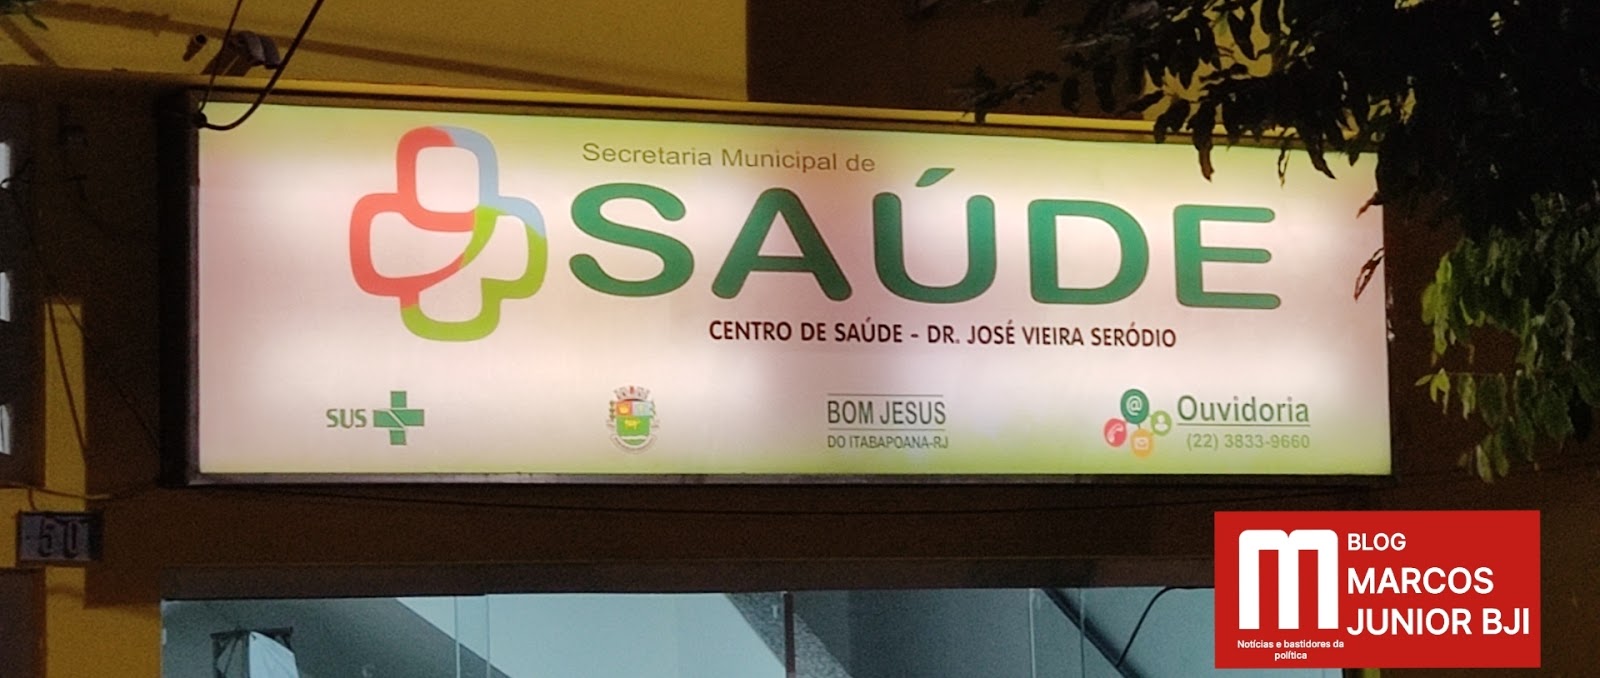 Secretaria Municipal de
SAÚDE
CENTRO DE SAÚDE - DR. JOSÉ VIEIRA SERÓDIO
SUS
BOM JESUS
DO ITABAPOANA-RJ
@ Ouvidoria
(22) 3833-9660
50
BLOG
MARCOS
JUNIOR BJI
Notícias e bastidores da
política